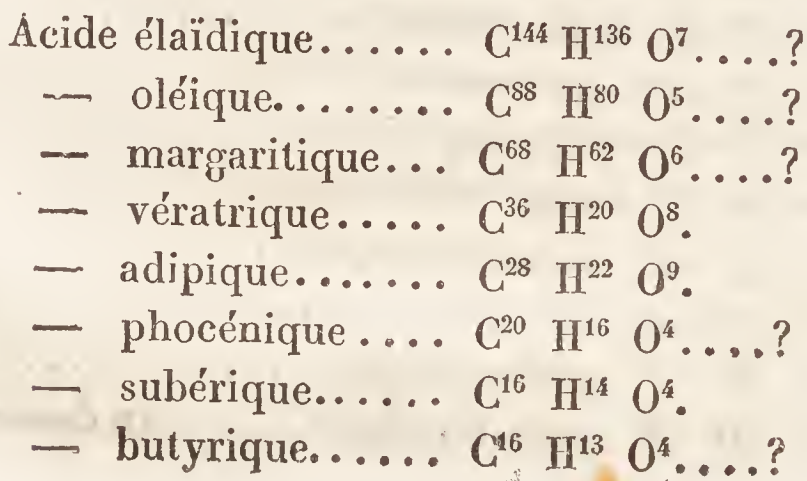 Acide élaïdique...... C¹⁴⁴ H¹³⁶ O⁷....?
— oléique........ C⁸⁸ H⁸⁰ O⁵....?
— margaritique... C⁶⁸ H⁶² O⁶....?
— vératrique..... C³⁶ H²⁰ O⁸.
— adipique....... C²⁸ H²² O⁹.
— phocénique .... C²⁰ H¹⁶ O⁴....?
— subérique...... C¹⁶ H¹⁴ O⁴.
— butyrique...... C¹⁶ H¹³ O⁴....?